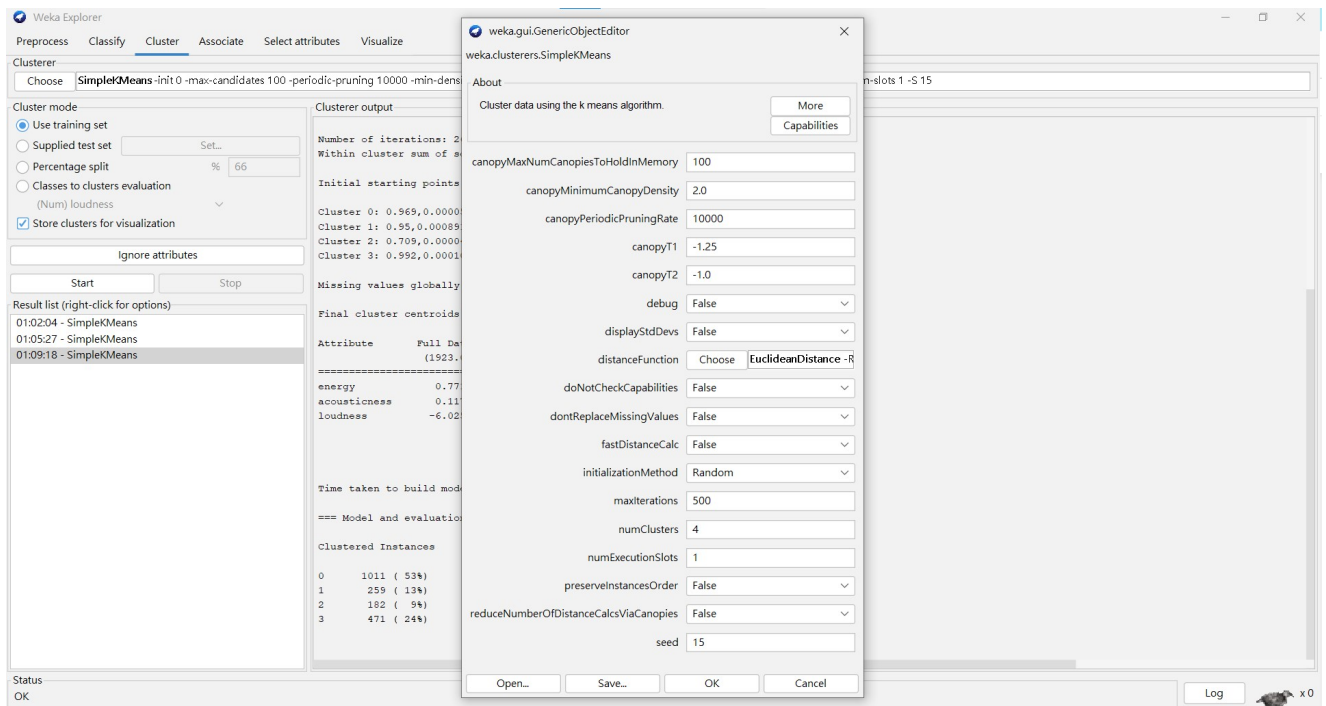 Weka Explorer
Preprocess Classify Cluster Associate Select attributes Visualize
Clusterer
Choose SimpleKMeans -init 0 -max-candidates 100 -periodic-pruning 10000 -min-dens
n-slots 1 -S 15
Cluster mode
Use training set
Supplied test set Set...
Percentage split % 66
Classes to clusters evaluation
(Num) loudness
Store clusters for visualization
Ignore attributes
Start Stop
Result list (right-click for options)
01:02:04 - SimpleKMeans
01:05:27 - SimpleKMeans
01:09:18 - SimpleKMeans
Clusterer output
Number of iterations: 2
Within cluster sum of s
Initial starting points
Cluster 0: 0.969,0.0000
Cluster 1: 0.95,0.00089
Cluster 2: 0.709,0.0000
Cluster 3: 0.992,0.0001
Missing values globally
Final cluster centroids
Attribute Full Da
(1923.
=======================
energy 0.77
acousticness 0.11
loudness -6.02
Time taken to build mod
=== Model and evaluatio
Clustered Instances
0 1011 ( 53%)
1 259 ( 13%)
2 182 ( 9%)
3 471 ( 24%)
weka.gui.GenericObjectEditor
weka.clusterers.SimpleKMeans
About
Cluster data using the k means algorithm.
More
Capabilities
canopyMaxNumCanopiesToHoldInMemory 100
canopyMinimumCanopyDensity 2.0
canopyPeriodicPruningRate 10000
canopyT1 -1.25
canopyT2 -1.0
debug False
displayStdDevs False
distanceFunction Choose EuclideanDistance -R
doNotCheckCapabilities False
dontReplaceMissingValues False
fastDistanceCalc False
initializationMethod Random
maxIterations 500
numClusters 4
numExecutionSlots 1
preserveInstancesOrder False
reduceNumberOfDistanceCalcsViaCanopies False
seed 15
Open... Save... OK Cancel
Status
OK
Log x 0